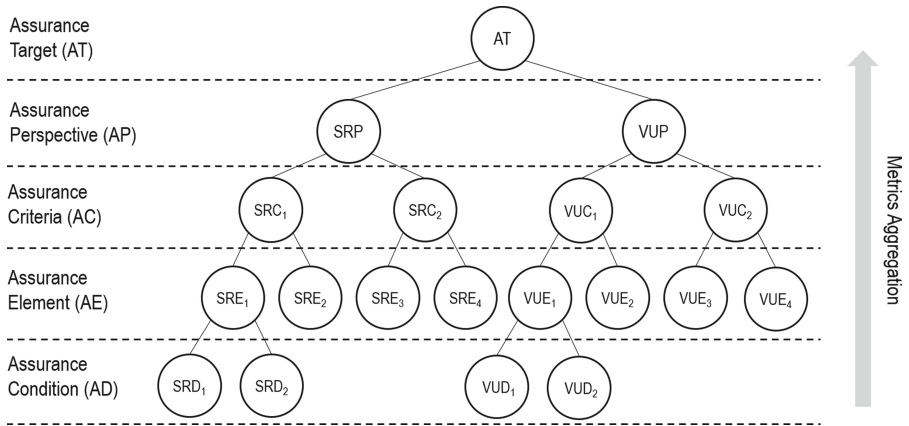 Assurance
Target (AT)
AT
Assurance
Perspective (AP)
SRP
VUP
Assurance
Criteria (AC)
SRC₁
SRC₂
VUC₁
VUC₂
Assurance
Element (AE)
SRE₁
SRE₂
SRE₃
SRE₄
VUE₁
VUE₂
VUE₃
VUE₄
Assurance
Condition (AD)
SRD₁
SRD₂
VUD₁
VUD₂
Metrics Aggregation